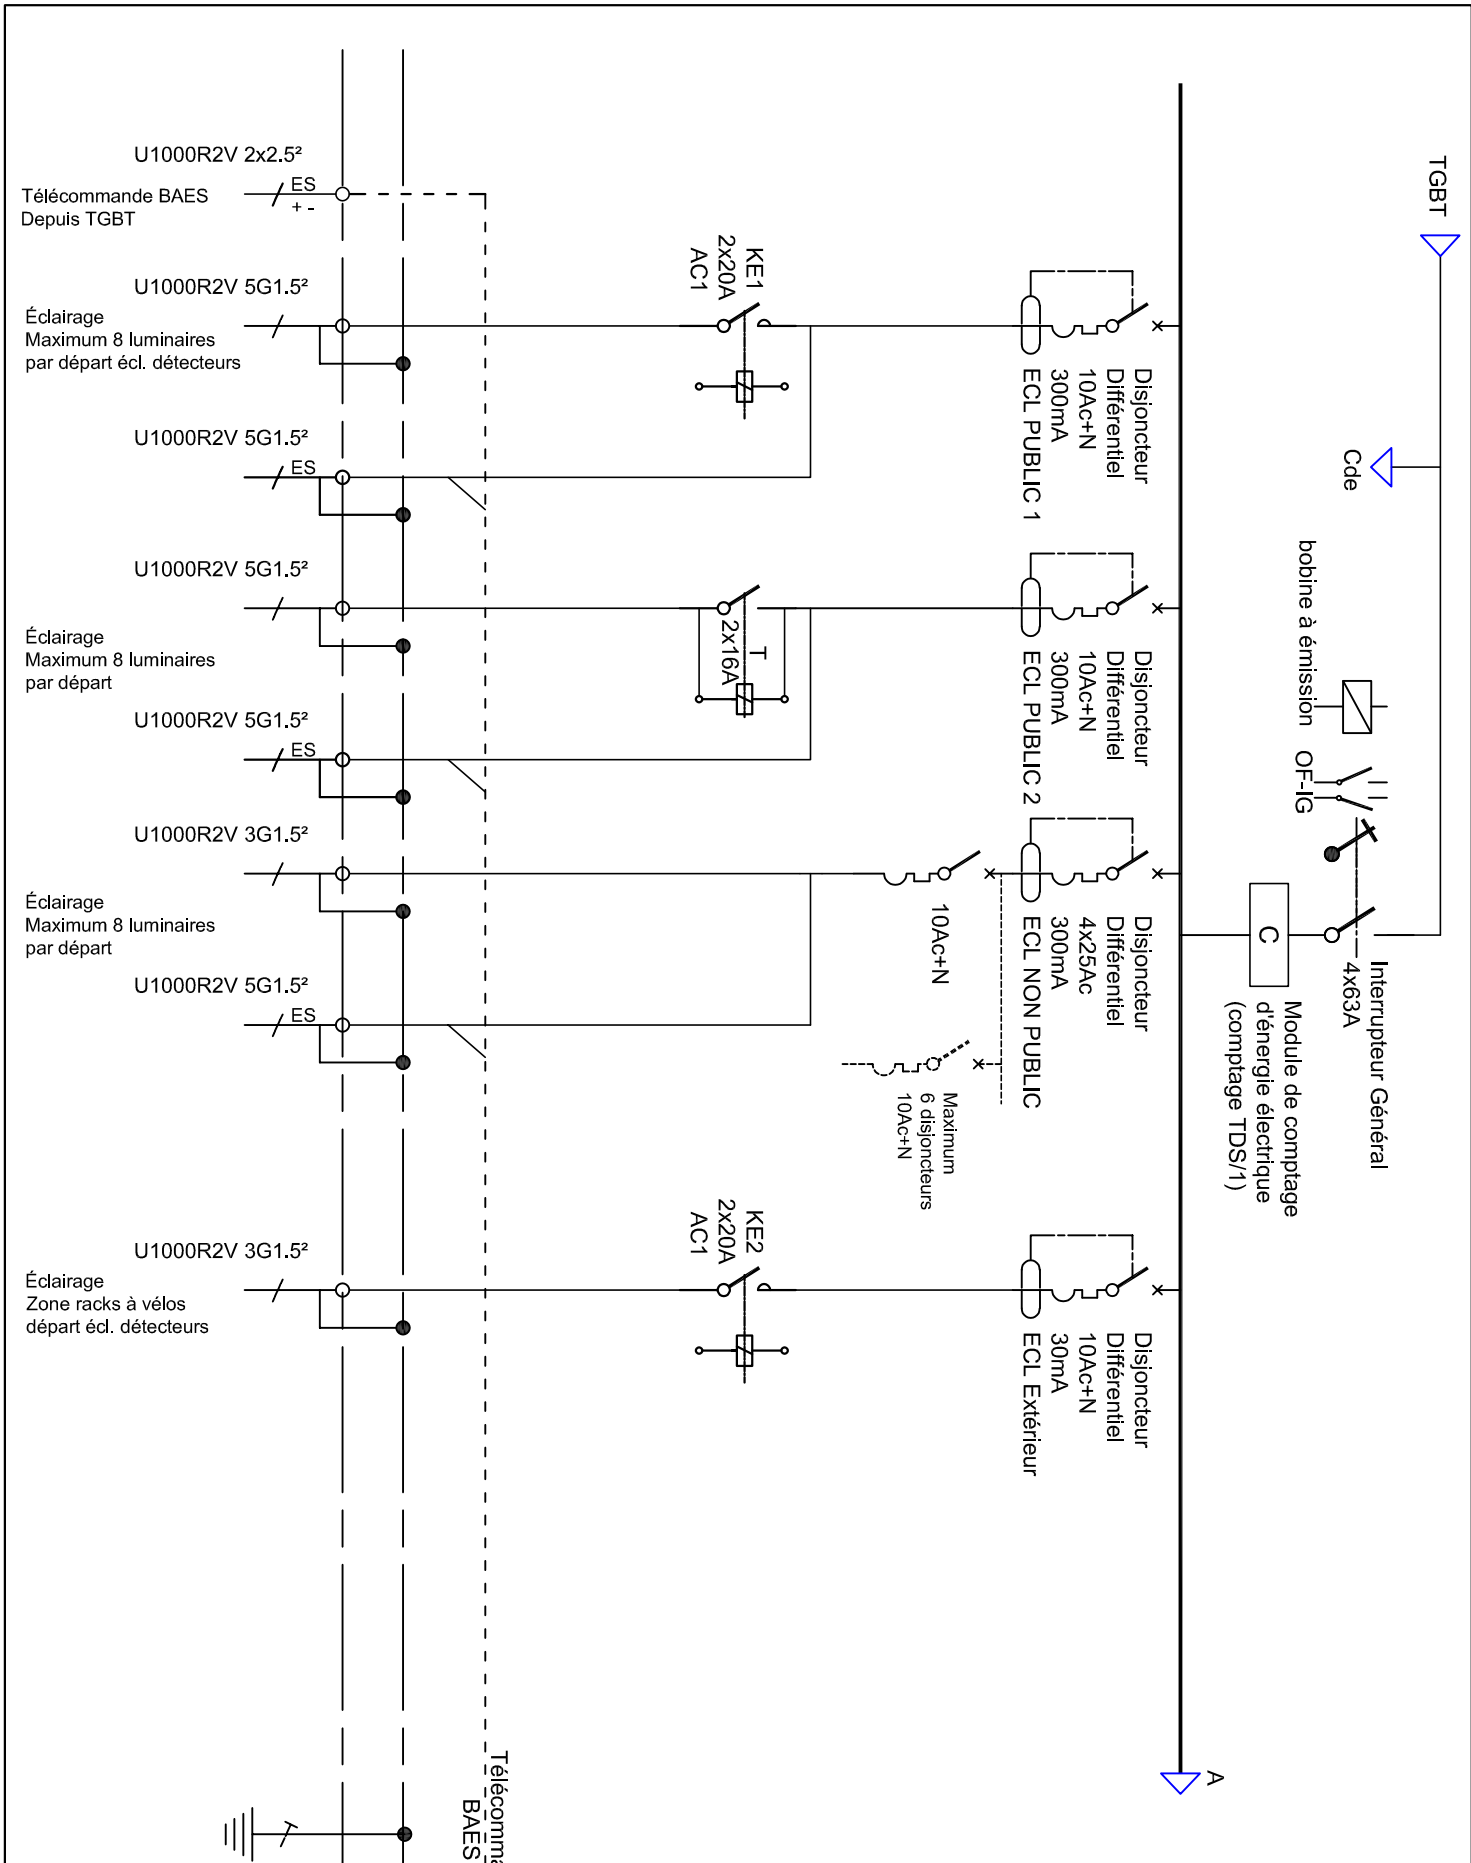 TGBT
Cde
bobine à émission
OF-IG
Interrupteur Général
4x63A
C
Module de comptage
d'énergie électrique
(comptage TDS/1)
A
Disjoncteur
Différentiel
10Ac+N
300mA
ECL PUBLIC 1
Disjoncteur
Différentiel
10Ac+N
300mA
ECL PUBLIC 2
Disjoncteur
Différentiel
4x25Ac
300mA
ECL NON PUBLIC
Disjoncteur
Différentiel
10Ac+N
30mA
ECL Extérieur
10Ac+N
Maximum
6 disjoncteurs
10Ac+N
KE1
2x20A
AC1
T
2x16A
KE2
2x20A
AC1
Télécomma
BAES
U1000R2V 2x2.5²
ES
+ -
Télécommande BAES
Depuis TGBT
U1000R2V 5G1.5²
Éclairage
Maximum 8 luminaires
par départ écl. détecteurs
U1000R2V 5G1.5²
ES
U1000R2V 5G1.5²
Éclairage
Maximum 8 luminaires
par départ
U1000R2V 5G1.5²
ES
U1000R2V 3G1.5²
Éclairage
Maximum 8 luminaires
par départ
U1000R2V 5G1.5²
ES
U1000R2V 3G1.5²
Éclairage
Zone racks à vélos
départ écl. détecteurs